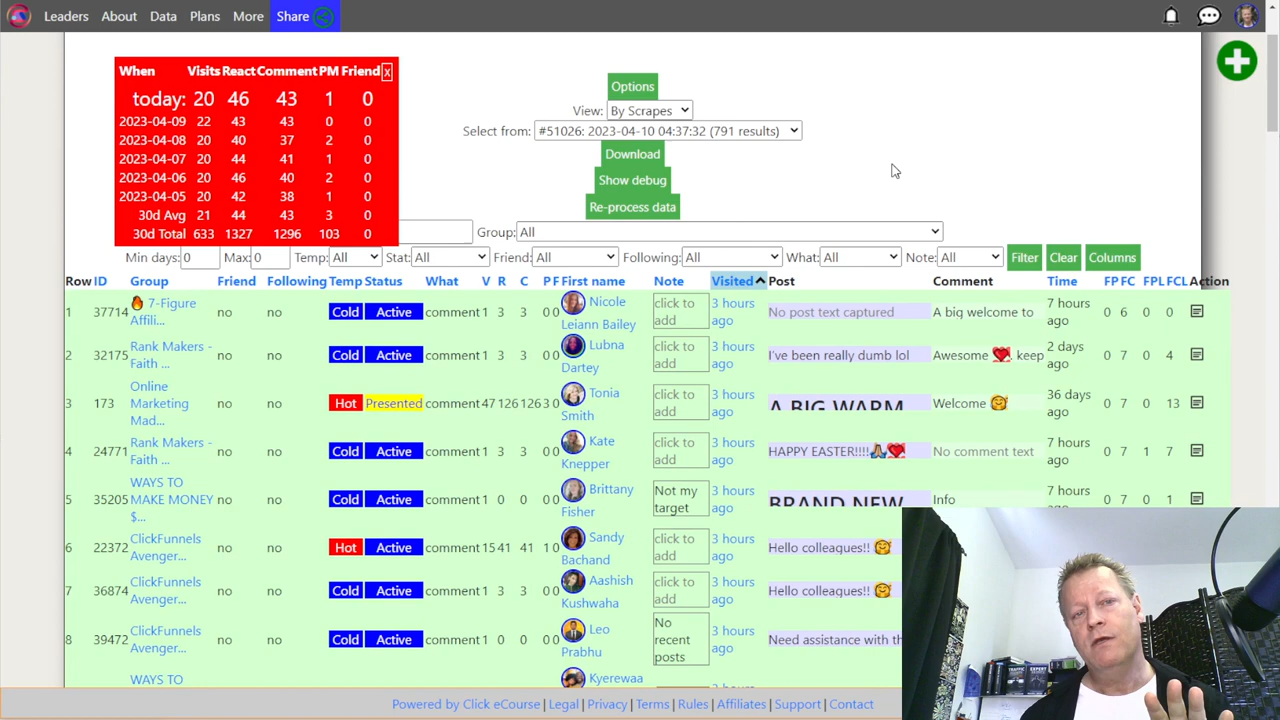 Leaders About Data Plans More Share
When Visits React Comment PM Friend X
today: 20 46 43 1 0
2023-04-09 22 43 43 0 0
2023-04-08 20 40 37 2 0
2023-04-07 20 44 41 1 0
2023-04-06 20 46 40 2 0
2023-04-05 20 42 38 1 0
30d Avg 21 44 43 3 0
30d Total 633 1327 1296 103 0
Options
View: By Scrapes
Select from: #51026: 2023-04-10 04:37:32 (791 results)
Download
Show debug
Re-process data
Group: All
Min days: 0 Max: 0 Temp: All Stat: All Friend: All Following: All What: All Note: All Filter Clear Columns
Row ID Group Friend Following Temp Status What V R C P F First name Note Visited Post Comment Time FP FC FPL FCL Action
1 37714 🔥 7-Figure Affili... no no Cold Active comment 1 3 3 0 0 Nicole Leiann Bailey click to add 3 hours ago No post text captured A big welcome to 7 hours ago 0 6 0 0
2 32175 Rank Makers - Faith ... no no Cold Active comment 1 3 3 0 0 Lubna Dartey click to add 3 hours ago I've been really dumb lol Awesome 💖 keep 2 days ago 0 7 0 4
3 173 Online Marketing Mad... no no Hot Presented comment 47 126 126 3 0 Tonia Smith click to add 3 hours ago A BIG WARM Welcome 🤗 36 days ago 0 7 0 13
4 24771 Rank Makers - Faith ... no no Cold Active comment 1 3 3 0 0 Kate Knepper click to add 3 hours ago HAPPY EASTER!!!!🙏💖 No comment text 7 hours ago 0 7 1 7
5 35205 WAYS TO MAKE MONEY $... no no Cold Active comment 1 0 0 0 0 Brittany Fisher Not my target 3 hours ago BRAND NEW Info 7 hours ago 0 7 0 1
6 22372 ClickFunnels Avenger... no no Hot Active comment 15 41 41 1 0 Sandy Bachand click to add 3 hours ago Hello colleagues!! 🤗
7 36874 ClickFunnels Avenger... no no Cold Active comment 1 3 3 0 0 Aashish Kushwaha click to add 3 hours ago Hello colleagues!! 🤗
8 39472 ClickFunnels Avenger... no no Cold Active comment 1 0 0 0 0 Leo Prabhu No recent posts 3 hours ago Need assistance with th
WAYS TO Kyerewaa
Powered by Click eCourse | Legal | Privacy | Terms | Rules | Affiliates | Support | Contact
TRAFFIC EXPERT